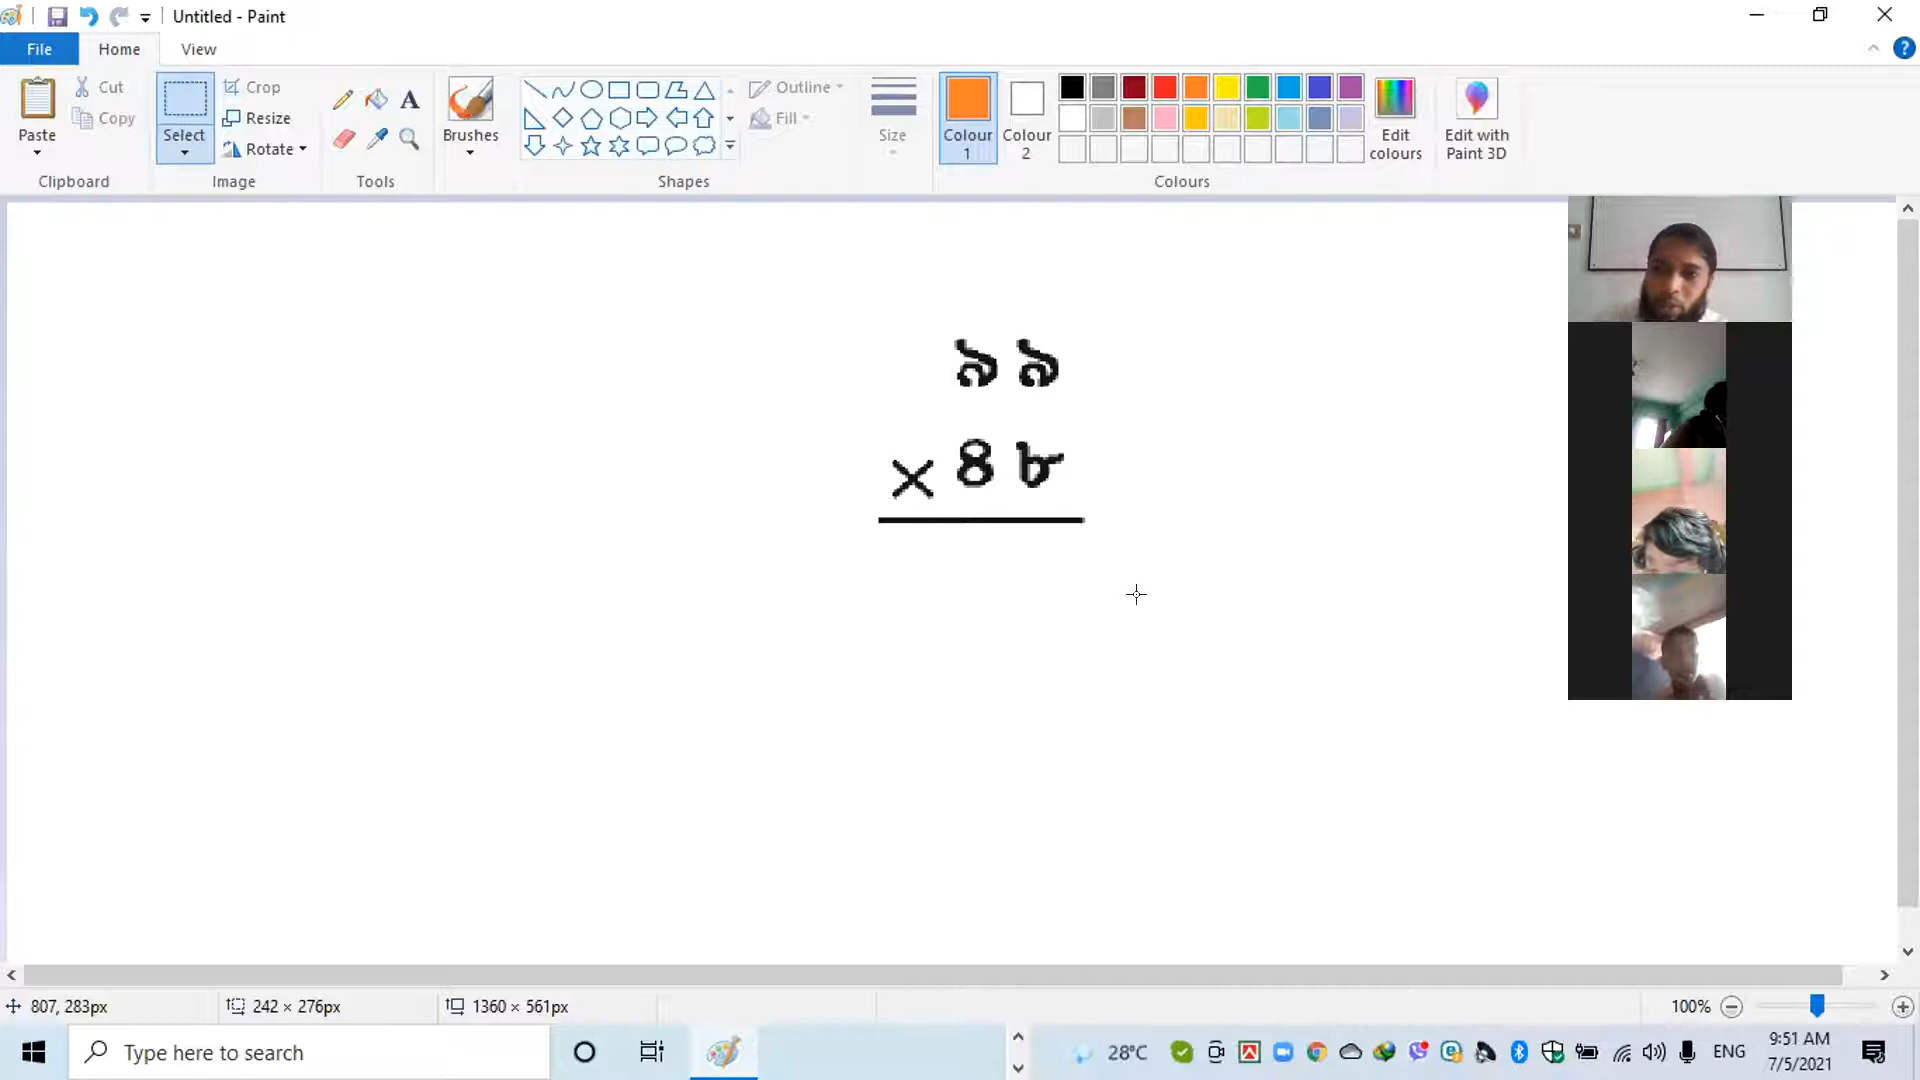 Untitled - Paint
File Home View
Paste Cut Copy Select Crop Resize Rotate Brushes Outline Fill Size Colour 1 Colour 2 Edit colours Edit with Paint 3D
Clipboard Image Tools Shapes Colours
৯৯
× ৪৮
807, 283px 242 × 276px 1360 × 561px 100%
Type here to search 28°C ENG 9:51 AM
7/5/2021